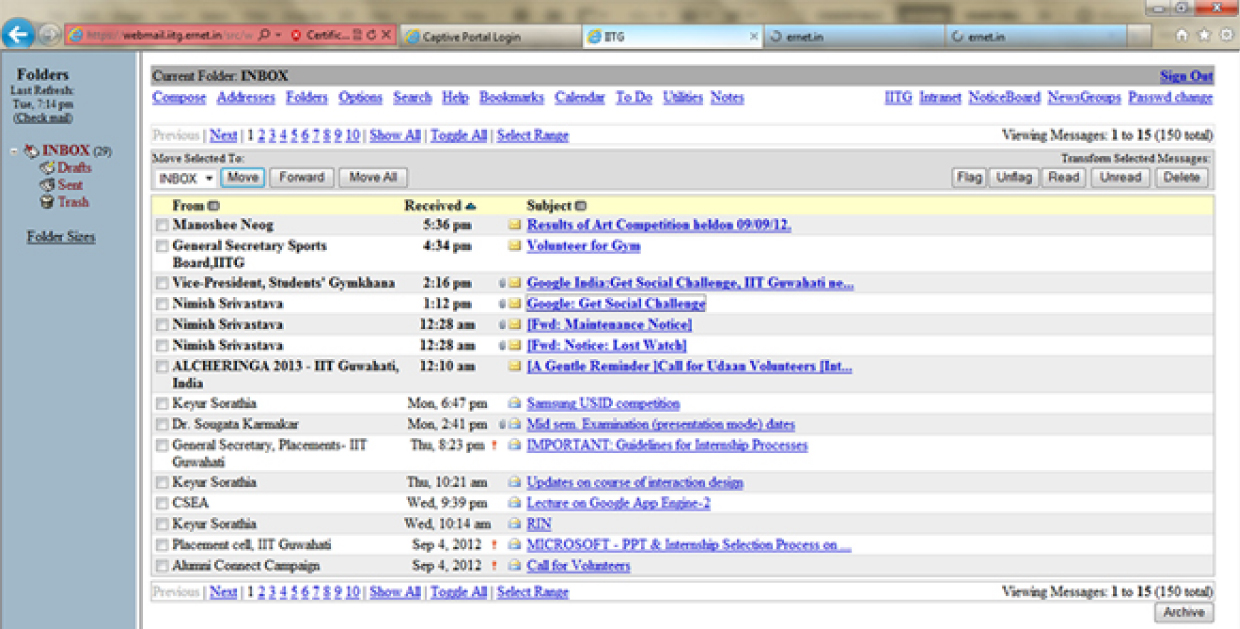 https://webmail.iitg.ernet.in/src/w Certific... Captive Portal Login IITG ernet.in ernet.in
Folders
Last Refresh:
Tue, 7:14 pm
(Check mail)
INBOX (29)
Drafts
Sent
Trash
Folder Sizes
Current Folder: INBOX Sign Out
Compose Addresses Folders Options Search Help Bookmarks Calendar To Do Utilities Notes IITG Intranet NoticeBoard NewsGroups Passwd change
Previous | Next | 1 2 3 4 5 6 7 8 9 10 | Show All | Toggle All | Select Range Viewing Messages: 1 to 15 (150 total)
Move Selected To: Transform Selected Messages:
INBOX Move Forward Move All Flag Unflag Read Unread Delete
From Received Subject
Manoshee Neog 5:36 pm Results of Art Competition heldon 09/09/12.
General Secretary Sports 4:34 pm Volunteer for Gym
Board,IITG
Vice-President, Students' Gymkhana 2:16 pm Google India:Get Social Challenge, IIT Guwahati ne...
Nimish Srivastava 1:12 pm Google: Get Social Challenge
Nimish Srivastava 12:28 am [Fwd: Maintenance Notice]
Nimish Srivastava 12:28 am [Fwd: Notice: Lost Watch]
ALCHERINGA 2013 - IIT Guwahati, 12:10 am [A Gentle Reminder ]Call for Udaan Volunteers [Int...
India
Keyur Sorathia Mon, 6:47 pm Samsung USID competition
Dr. Sougata Karmakar Mon, 2:41 pm Mid sem. Examination (presentation mode) dates
General Secretary, Placements- IIT Thu, 8:23 pm ! IMPORTANT: Guidelines for Internship Processes
Guwahati
Keyur Sorathia Thu, 10:21 am Updates on course of interaction design
CSEA Wed, 9:39 pm Lecture on Google App Engine-2
Keyur Sorathia Wed, 10:14 am RIN
Placement cell, IIT Guwahati Sep 4, 2012 ! MICROSOFT - PPT & Internship Selection Process on ...
Alumni Connect Campaign Sep 4, 2012 ! Call for Volunteers
Previous | Next | 1 2 3 4 5 6 7 8 9 10 | Show All | Toggle All | Select Range Viewing Messages: 1 to 15 (150 total)
Archive